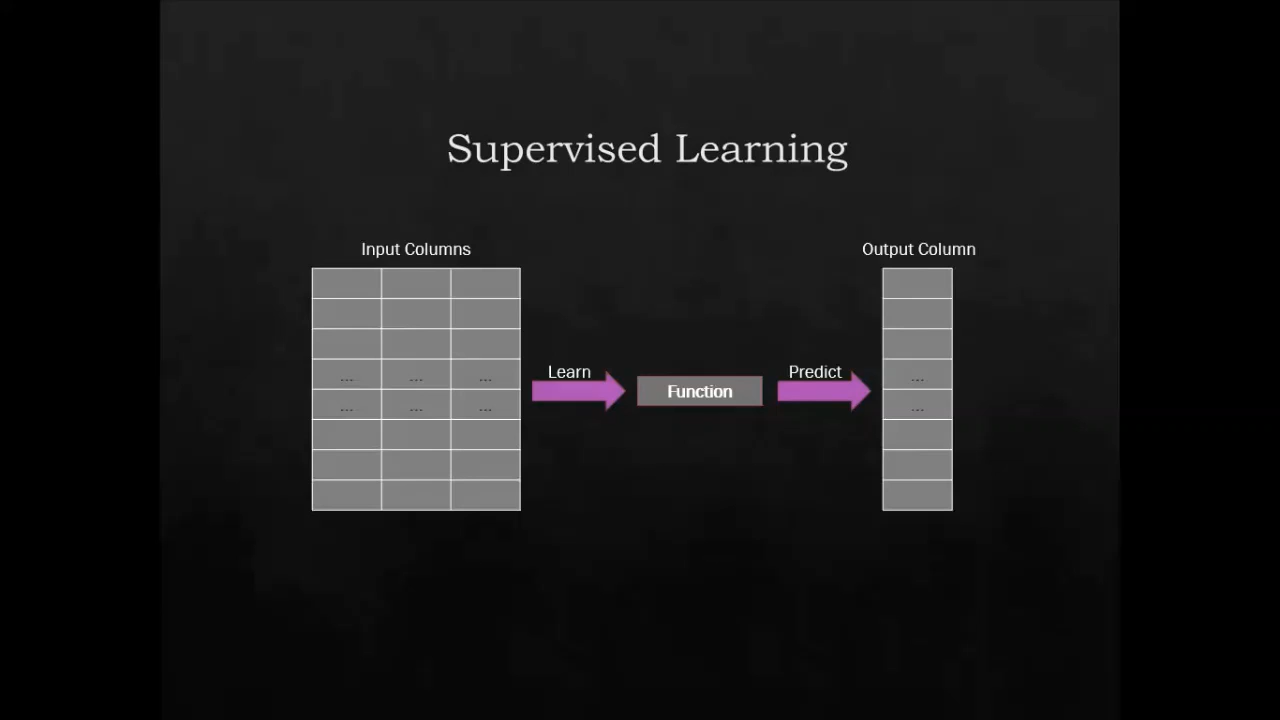 Supervised Learning
Input Columns
Output Column
... ... ... ...
... ... ... ...
Learn
Function
Predict